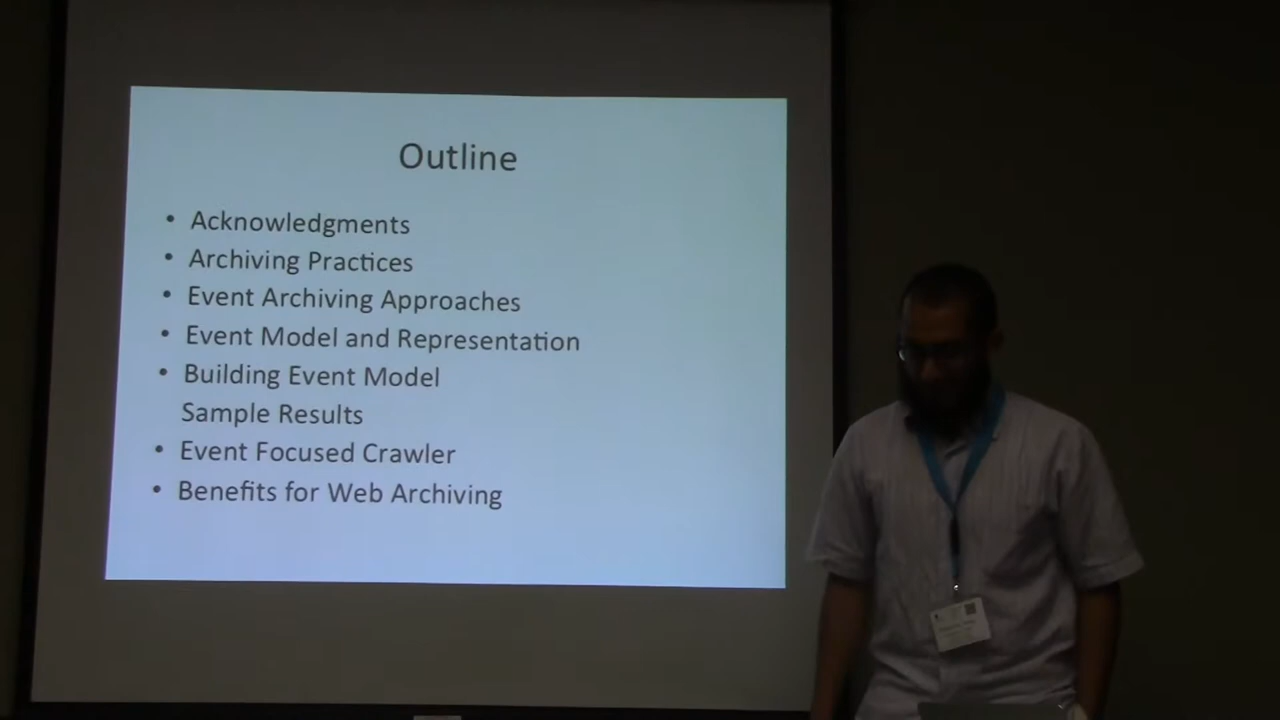 Outline
• Acknowledgments
• Archiving Practices
• Event Archiving Approaches
• Event Model and Representation
• Building Event Model
Sample Results
• Event Focused Crawler
• Benefits for Web Archiving